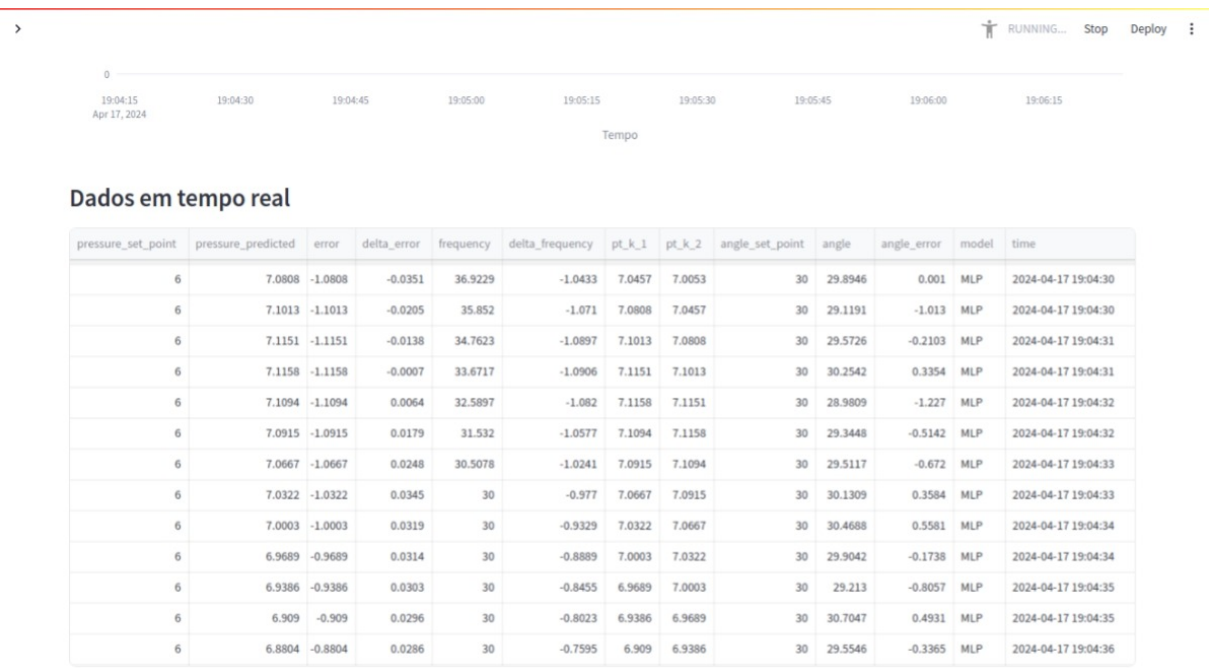 RUNNING... Stop Deploy
0
19:04:15 19:04:30 19:04:45 19:05:00 19:05:15 19:05:30 19:05:45 19:06:00 19:06:15
Apr 17, 2024
Tempo
Dados em tempo real
pressure_set_point pressure_predicted error delta_error frequency delta_frequency pt_k_1 pt_k_2 angle_set_point angle angle_error model time
6 7.0808 -1.0808 -0.0351 36.9229 -1.0433 7.0457 7.0053 30 29.8946 0.001 MLP 2024-04-17 19:04:30
6 7.1013 -1.1013 -0.0205 35.852 -1.071 7.0808 7.0457 30 29.1191 -1.013 MLP 2024-04-17 19:04:30
6 7.1151 -1.1151 -0.0138 34.7623 -1.0897 7.1013 7.0808 30 29.5726 -0.2103 MLP 2024-04-17 19:04:31
6 7.1158 -1.1158 -0.0007 33.6717 -1.0906 7.1151 7.1013 30 30.2542 0.3354 MLP 2024-04-17 19:04:31
6 7.1094 -1.1094 0.0064 32.5897 -1.082 7.1158 7.1151 30 28.9809 -1.227 MLP 2024-04-17 19:04:32
6 7.0915 -1.0915 0.0179 31.532 -1.0577 7.1094 7.1158 30 29.3448 -0.5142 MLP 2024-04-17 19:04:32
6 7.0667 -1.0667 0.0248 30.5078 -1.0241 7.0915 7.1094 30 29.5117 -0.672 MLP 2024-04-17 19:04:33
6 7.0322 -1.0322 0.0345 30 -0.977 7.0667 7.0915 30 30.1309 0.3584 MLP 2024-04-17 19:04:33
6 7.0003 -1.0003 0.0319 30 -0.9329 7.0322 7.0667 30 30.4688 0.5581 MLP 2024-04-17 19:04:34
6 6.9689 -0.9689 0.0314 30 -0.8889 7.0003 7.0322 30 29.9042 -0.1738 MLP 2024-04-17 19:04:34
6 6.9386 -0.9386 0.0303 30 -0.8455 6.9689 7.0003 30 29.213 -0.8057 MLP 2024-04-17 19:04:35
6 6.909 -0.909 0.0296 30 -0.8023 6.9386 6.9689 30 30.7047 0.4931 MLP 2024-04-17 19:04:35
6 6.8804 -0.8804 0.0286 30 -0.7595 6.909 6.9386 30 29.5546 -0.3365 MLP 2024-04-17 19:04:36